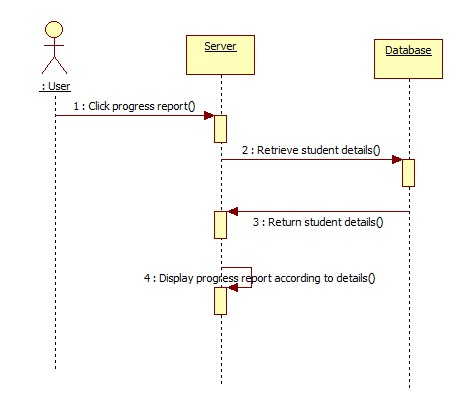 Server
Database
: User
1 : Click progress report()
2 : Retrieve student details()
3 : Return student details()
4 : Display progress report according to details()